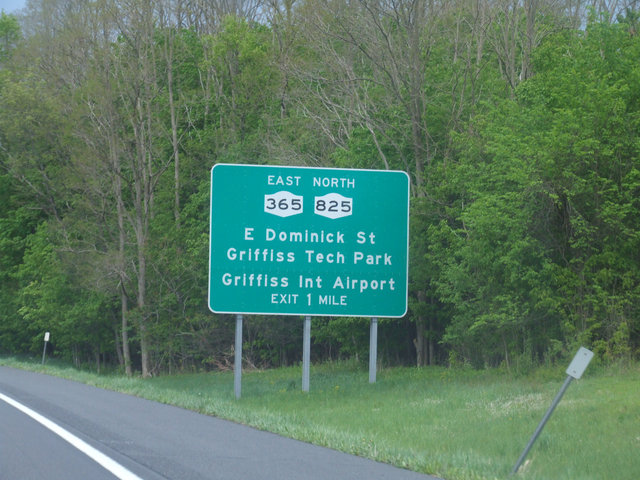 EAST NORTH
365 825
E Dominick St
Griffiss Tech Park
Griffiss Int Airport
EXIT 1 MILE